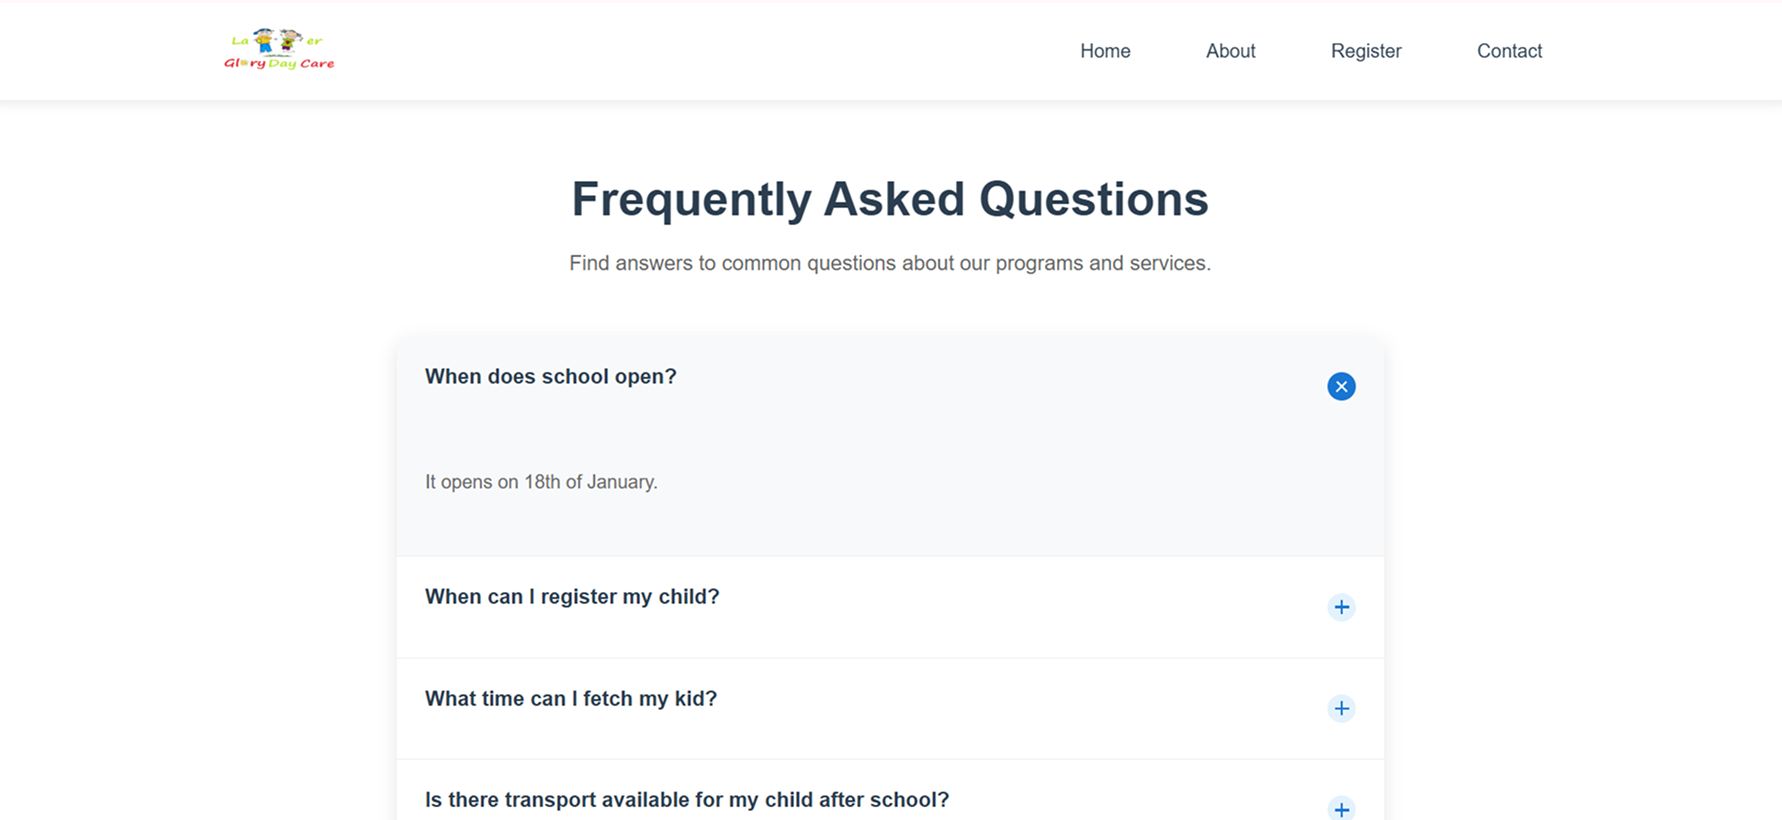 La er
Glory Day Care
Home About Register Contact
Frequently Asked Questions
Find answers to common questions about our programs and services.
When does school open?
It opens on 18th of January.
When can I register my child?
What time can I fetch my kid?
Is there transport available for my child after school?